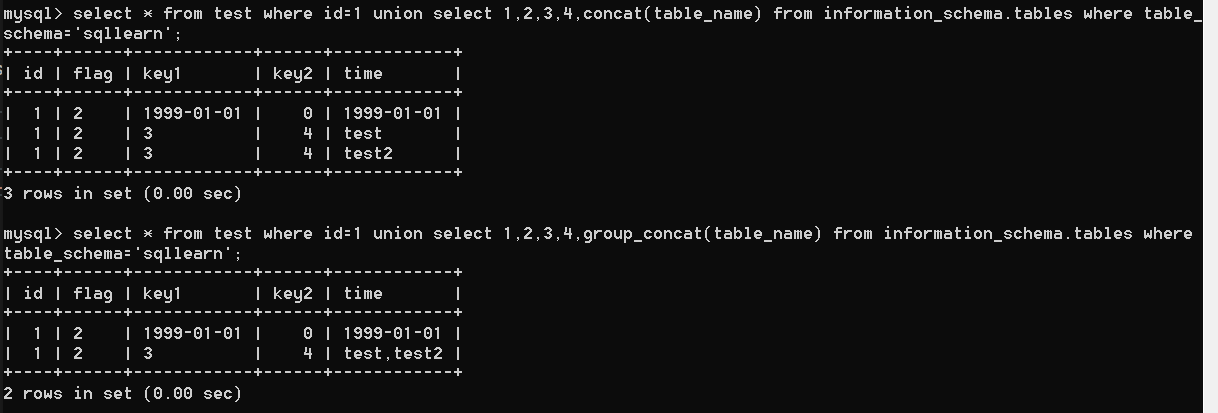 mysql> select * from test where id=1 union select 1,2,3,4,concat(table_name) from information_schema.tables where table_
schema='sqllearn';
+----+------+------------+------+------------+
| id | flag | key1       | key2 | time       |
+----+------+------------+------+------------+
|  1 | 2    | 1999-01-01 |    0 | 1999-01-01 |
|  1 | 2    | 3          |    4 | test       |
|  1 | 2    | 3          |    4 | test2      |
+----+------+------------+------+------------+
3 rows in set (0.00 sec)
mysql> select * from test where id=1 union select 1,2,3,4,group_concat(table_name) from information_schema.tables where
table_schema='sqllearn';
+----+------+------------+------+------------+
| id | flag | key1       | key2 | time       |
+----+------+------------+------+------------+
|  1 | 2    | 1999-01-01 |    0 | 1999-01-01 |
|  1 | 2    | 3          |    4 | test,test2 |
+----+------+------------+------+------------+
2 rows in set (0.00 sec)